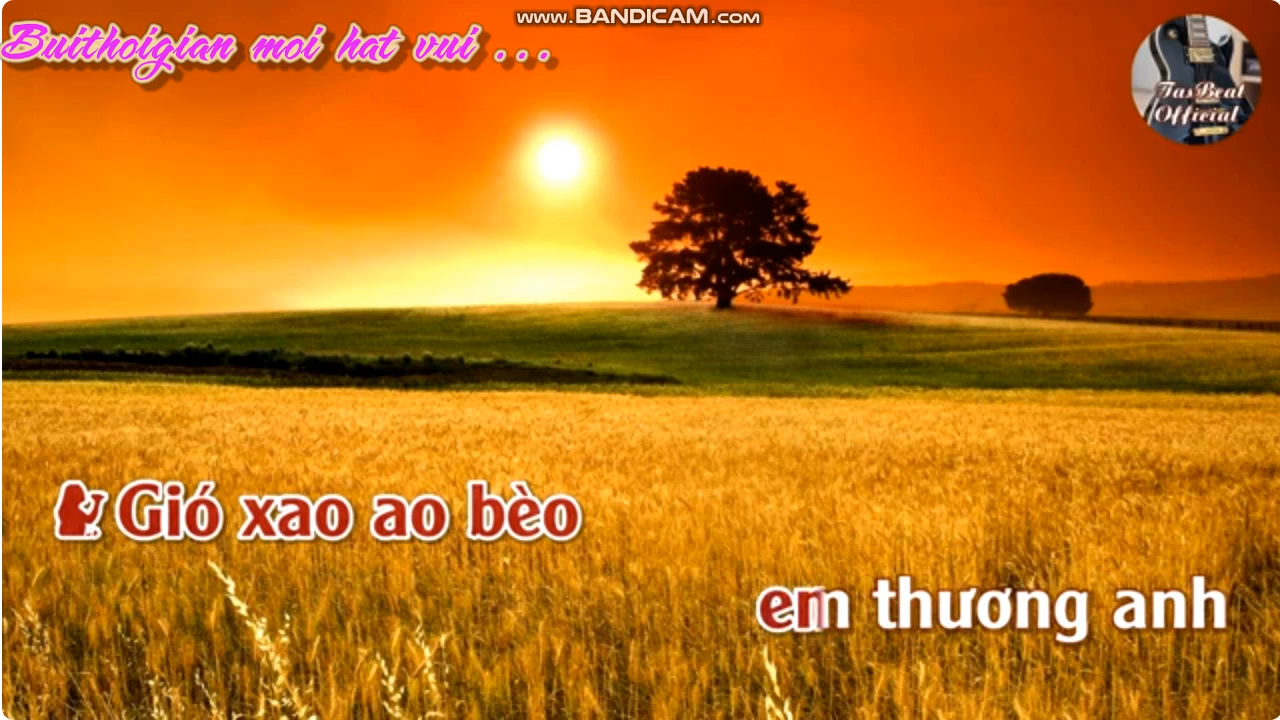 www.BANDICAM.com
Buithoigian moi hat vui ...
TasBeat
Official
Gió xao ao bèo
em thương anh